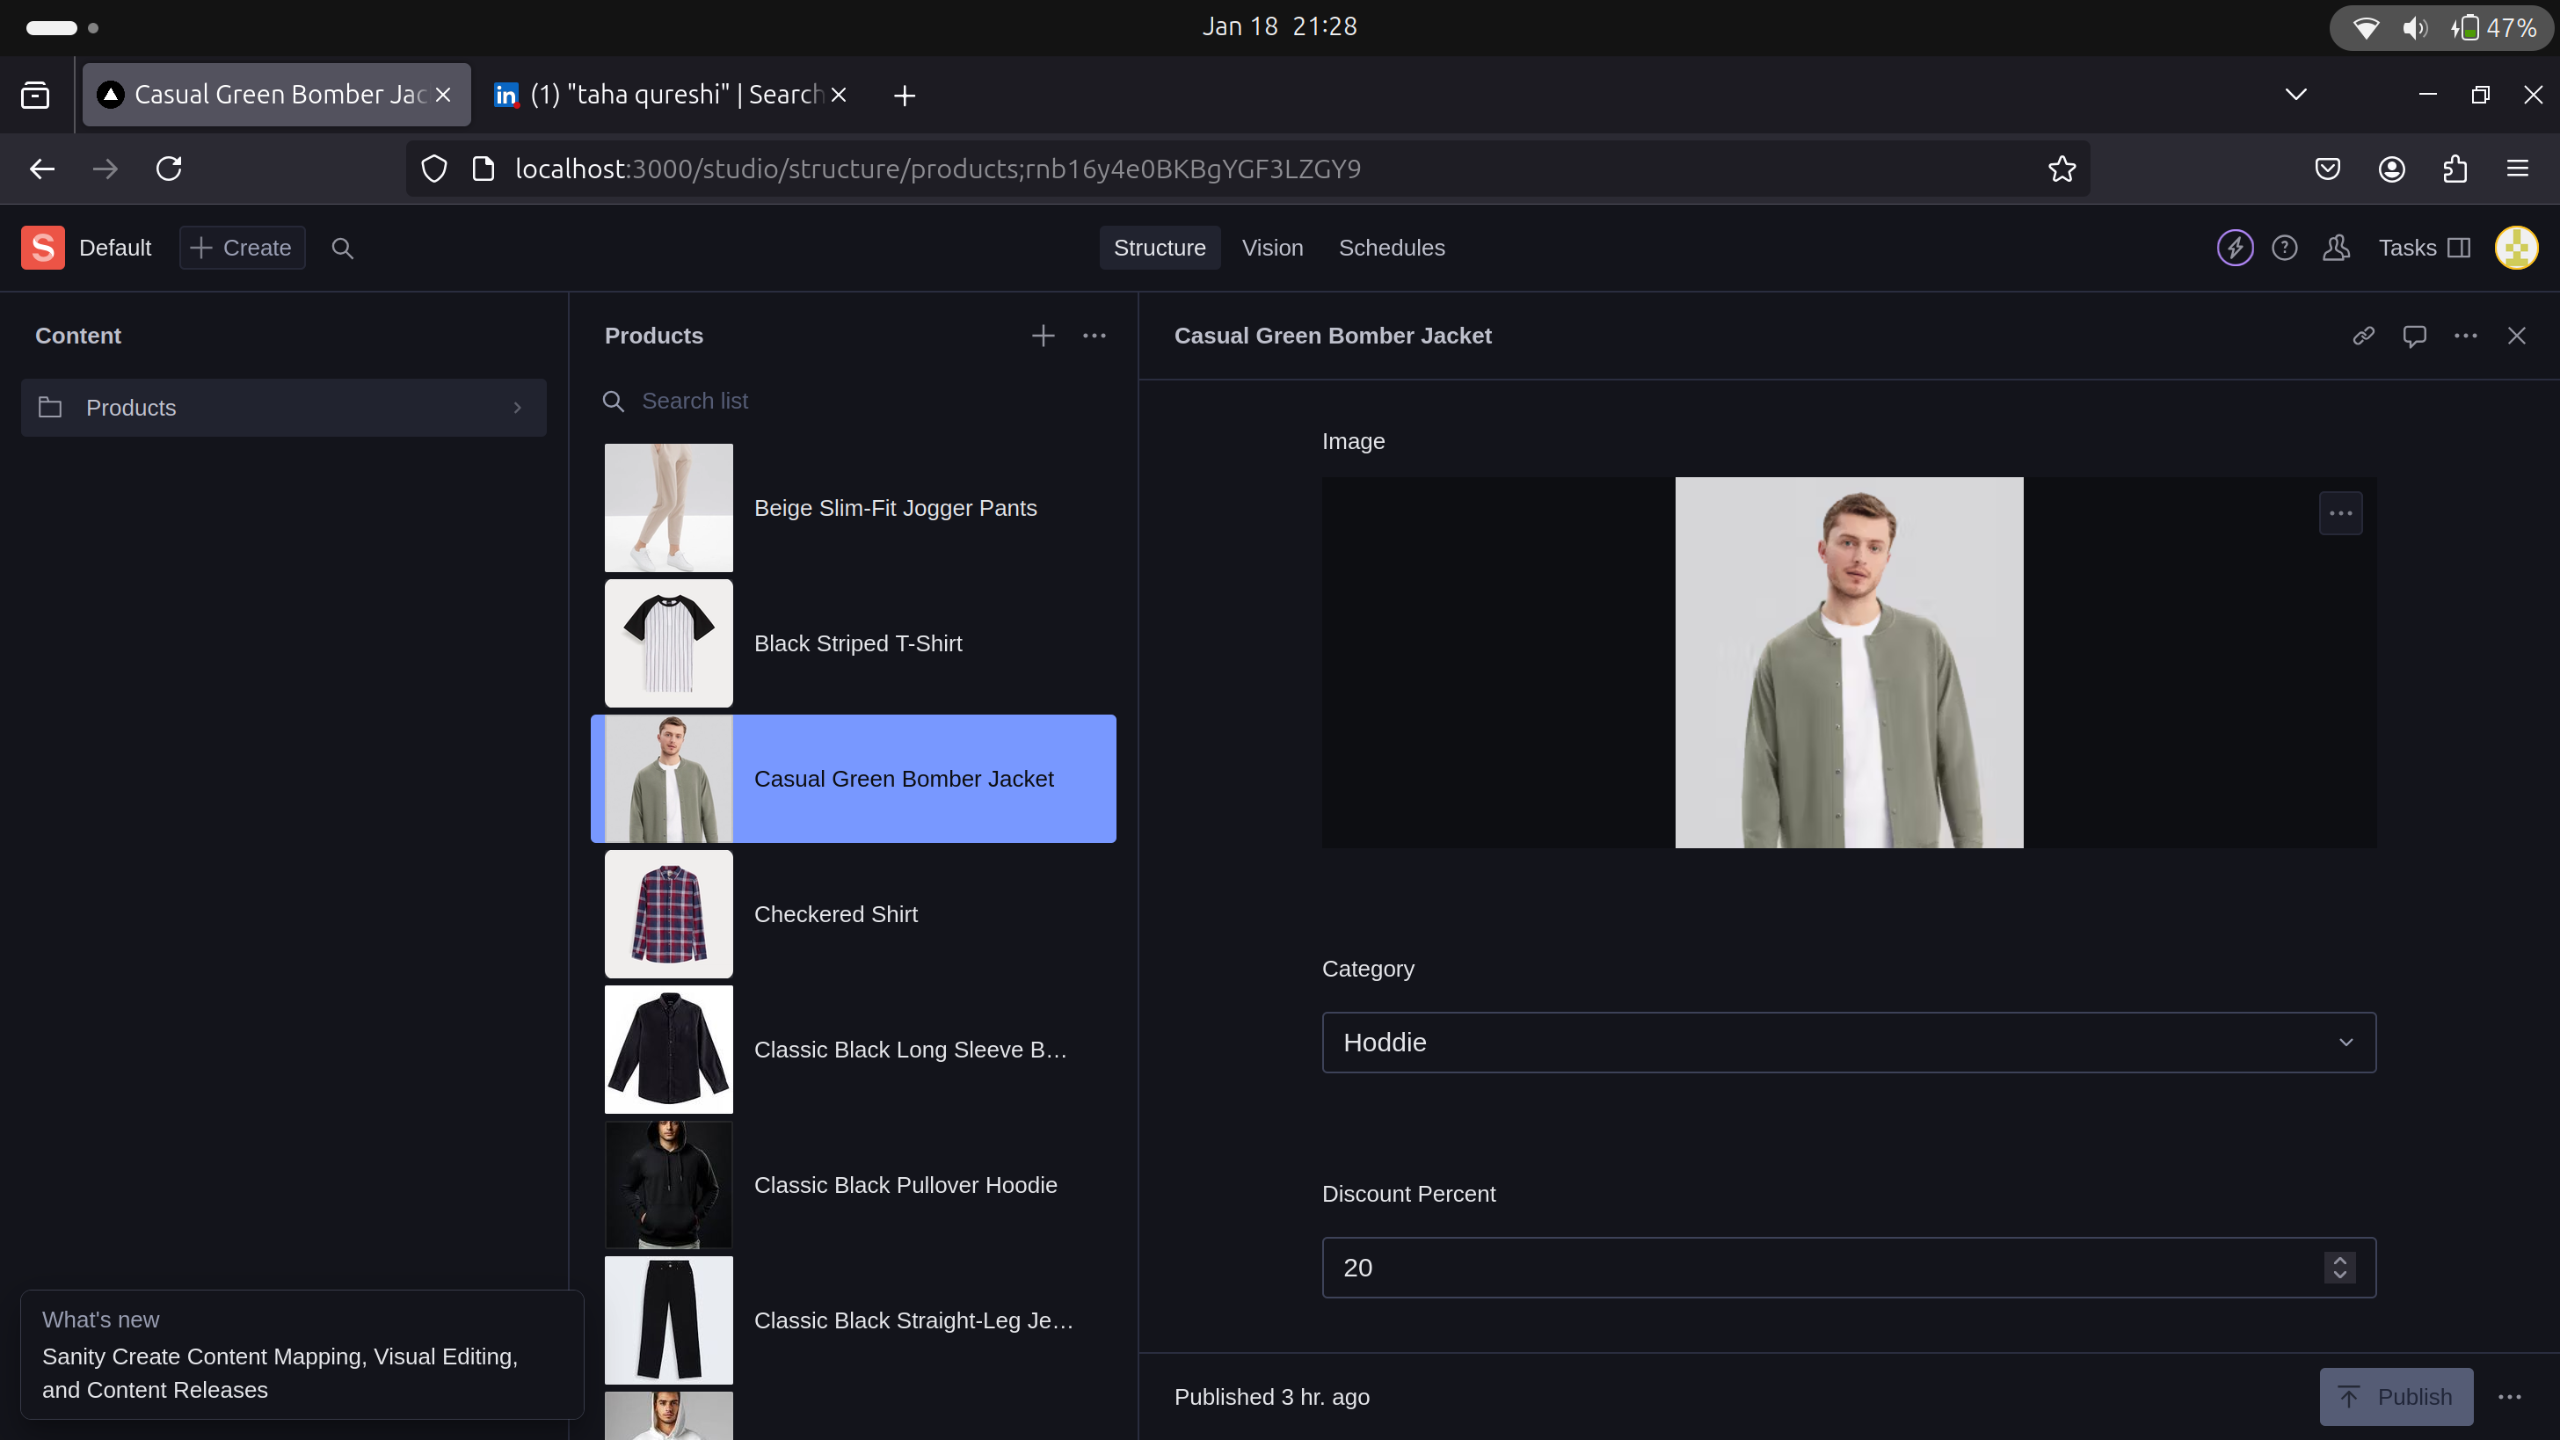 Jan 18 21:28
47%
Casual Green Bomber Jac
(1) "taha qureshi" | Search
localhost:3000/studio/structure/products;rnb16y4e0BKBgYGF3LZGY9
S Default
Create
Structure
Vision
Schedules
Tasks
Content
Products
Products
Search list
Beige Slim-Fit Jogger Pants
Black Striped T-Shirt
Casual Green Bomber Jacket
Checkered Shirt
Classic Black Long Sleeve B…
Classic Black Pullover Hoodie
Classic Black Straight-Leg Je…
Casual Green Bomber Jacket
Image
Category
Hoddie
Discount Percent
20
Published 3 hr. ago
Publish
What's new
Sanity Create Content Mapping, Visual Editing,
and Content Releases